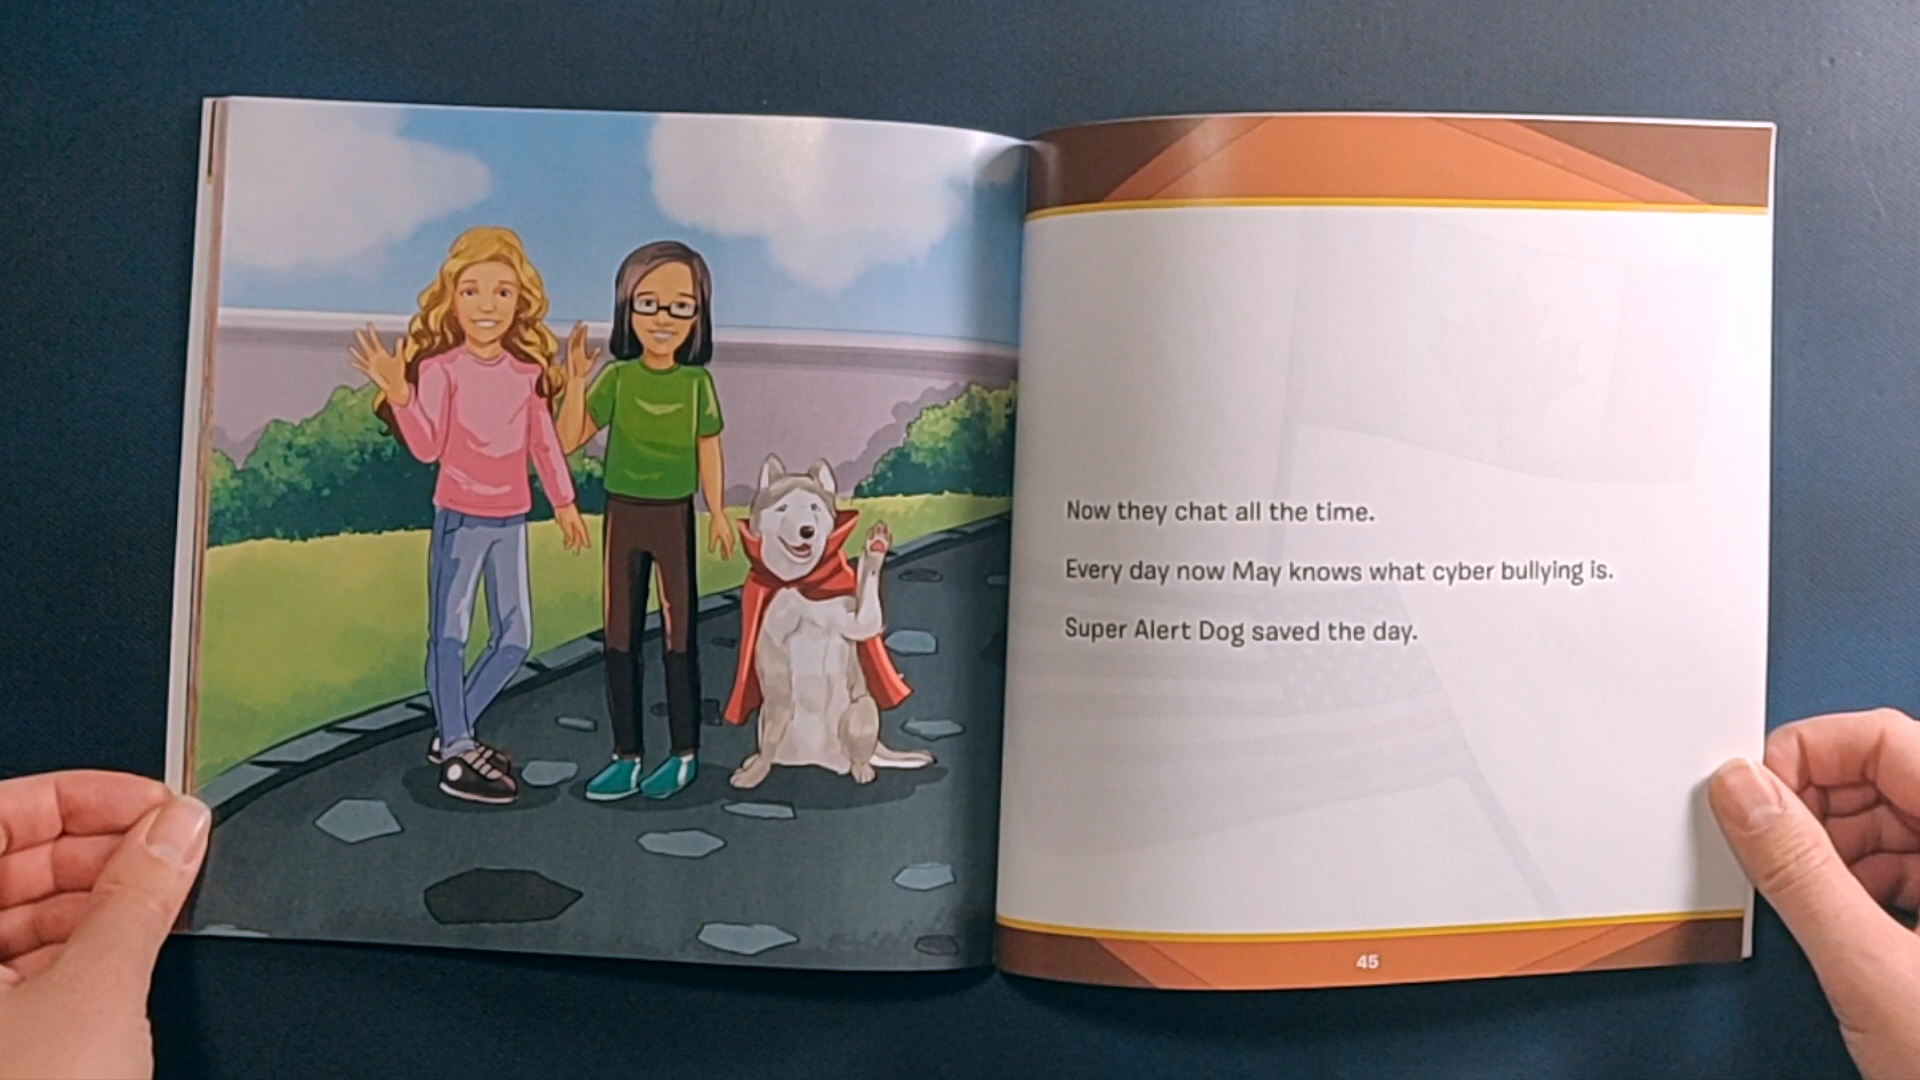 Now they chat all the time.
Every day now May knows what cyber bullying is.
Super Alert Dog saved the day.
45